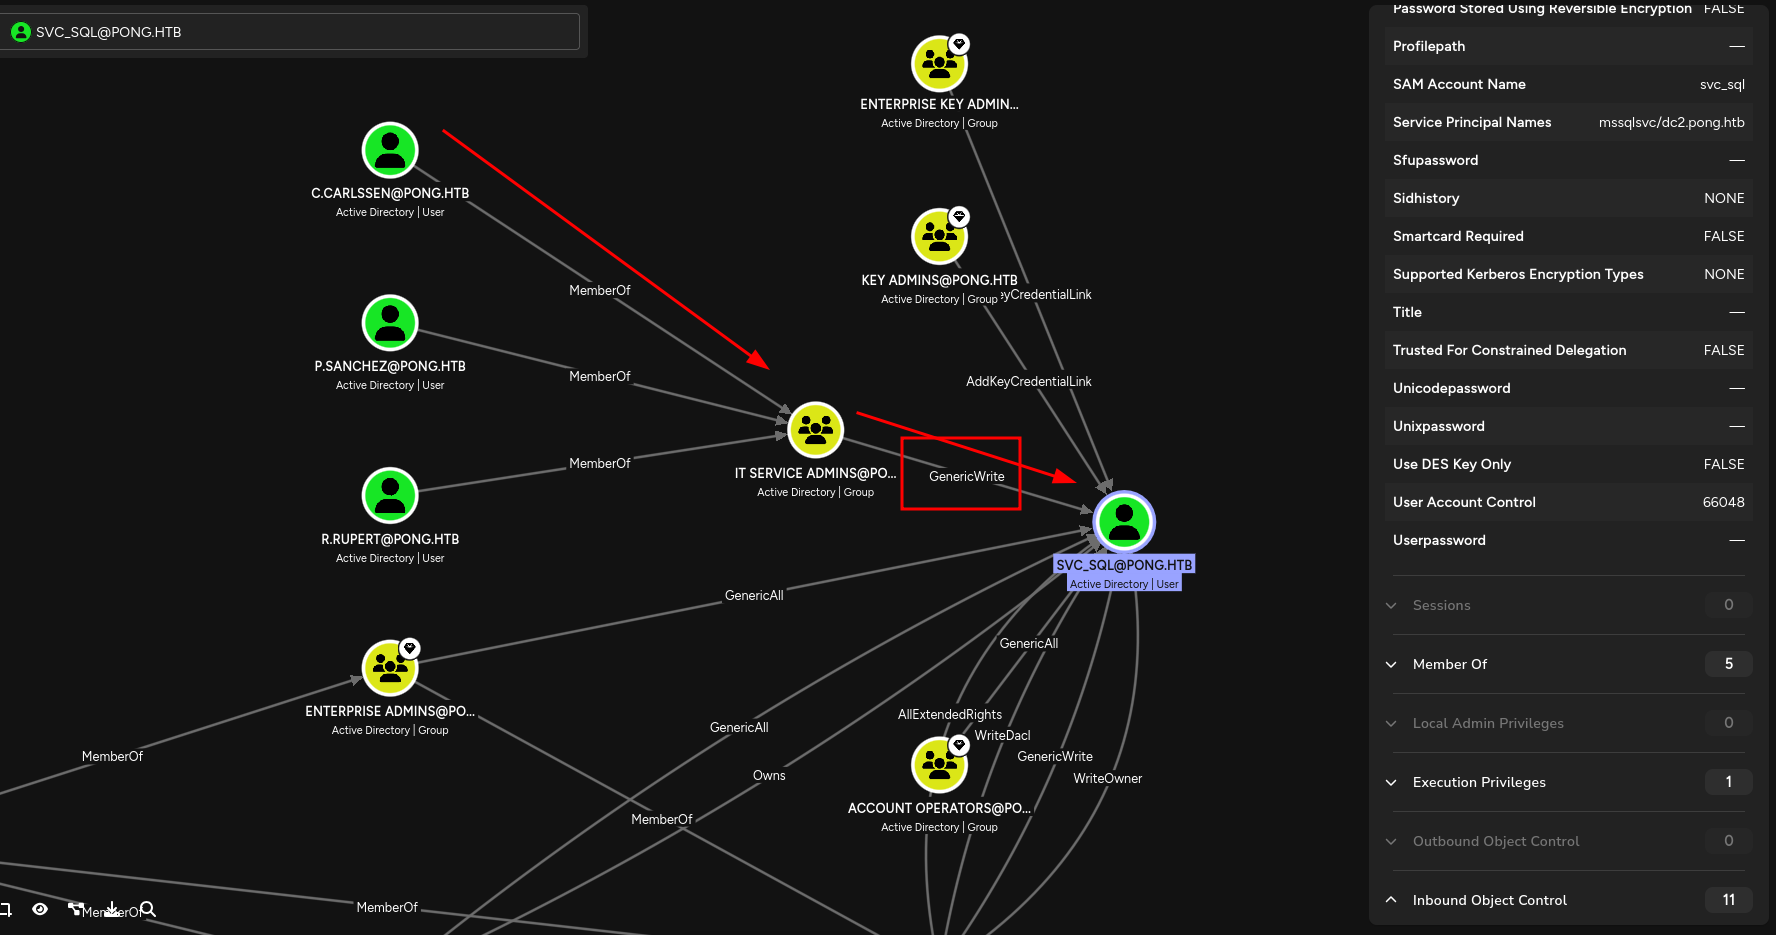 SVC_SQL@PONG.HTB
ENTERPRISE KEY ADMIN...
Active Directory | Group
C.CARLSSEN@PONG.HTB
Active Directory | User
KEY ADMINS@PONG.HTB
Active Directory | Group
yCredentialLink
MemberOf
P.SANCHEZ@PONG.HTB
Active Directory | User
MemberOf
AddKeyCredentialLink
MemberOf
IT SERVICE ADMINS@PO...
Active Directory | Group
GenericWrite
R.RUPERT@PONG.HTB
Active Directory | User
SVC_SQL@PONG.HTB
Active Directory | User
GenericAll
GenericAll
ENTERPRISE ADMINS@PO...
Active Directory | Group
AllExtendedRights
GenericAll
WriteDacl
MemberOf
GenericWrite
Owns
WriteOwner
ACCOUNT OPERATORS@PO...
Active Directory | Group
MemberOf
MemberOf
MemberOf
Password Stored Using Reversible Encryption FALSE
Profilepath —
SAM Account Name svc_sql
Service Principal Names mssqlsvc/dc2.pong.htb
Sfupassword —
Sidhistory NONE
Smartcard Required FALSE
Supported Kerberos Encryption Types NONE
Title —
Trusted For Constrained Delegation FALSE
Unicodepassword —
Unixpassword —
Use DES Key Only FALSE
User Account Control 66048
Userpassword —
Sessions 0
Member Of 5
Local Admin Privileges 0
Execution Privileges 1
Outbound Object Control 0
Inbound Object Control 11